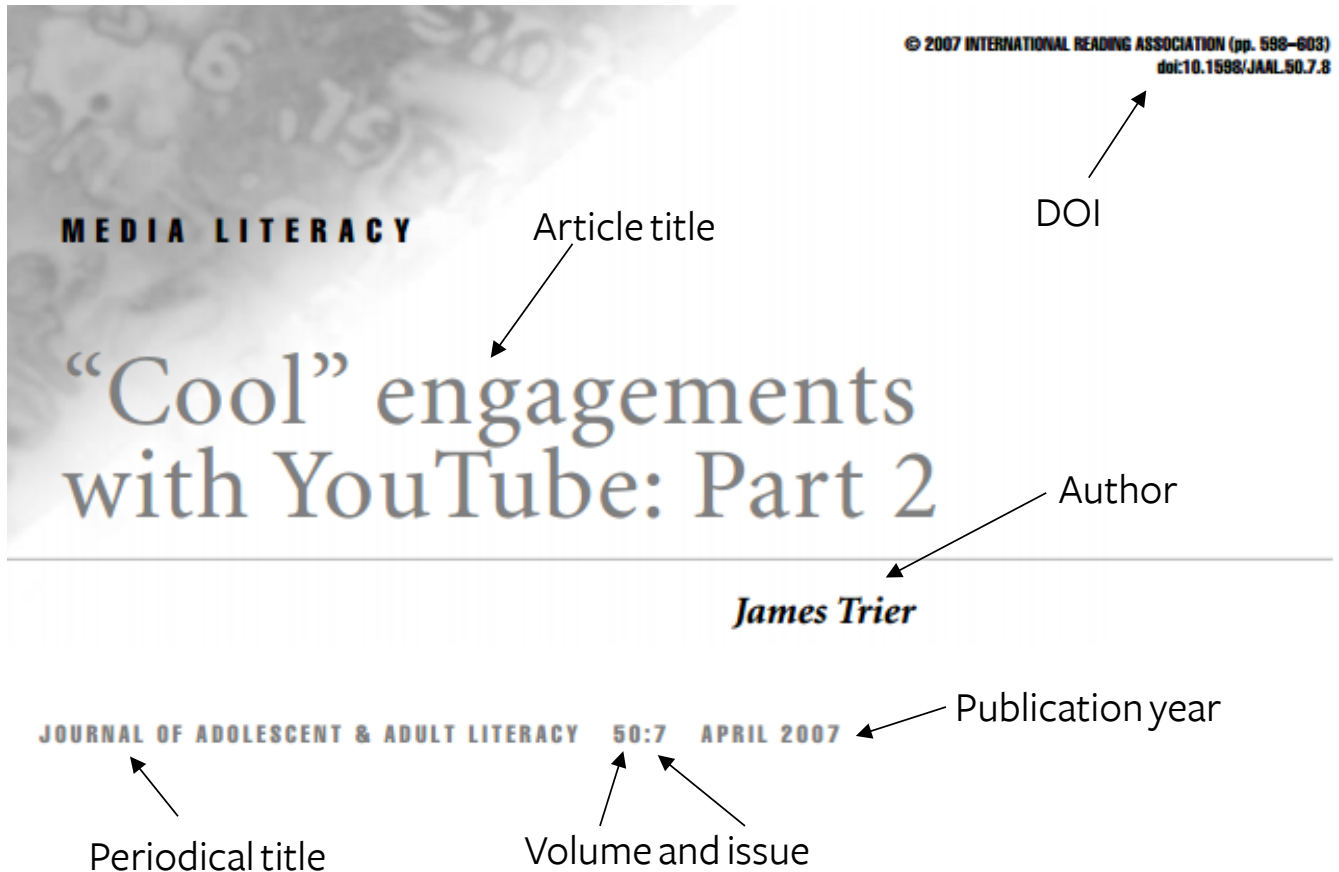 © 2007 INTERNATIONAL READING ASSOCIATION (pp. 598–603)
doi:10.1598/JAAL.50.7.8
DOI
MEDIA LITERACY
Article title
“Cool” engagements
with YouTube: Part 2
Author
James Trier
Publication year
JOURNAL OF ADOLESCENT & ADULT LITERACY 50:7 APRIL 2007
Periodical title
Volume and issue